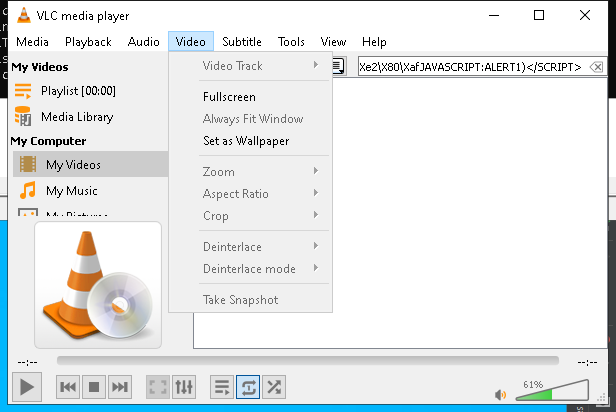 VLC media player
Media Playback Audio Video Subtitle Tools View Help
My Videos
Playlist [00:00]
Media Library
My Computer
My Videos
My Music
My Pictures
Video Track
Fullscreen
Always Fit Window
Set as Wallpaper
Zoom
Aspect Ratio
Crop
Deinterlace
Deinterlace mode
Take Snapshot
Xe2\X80\XafJAVASCRIPT:ALERT1)</SCRIPT>
--:-- --:--
61%